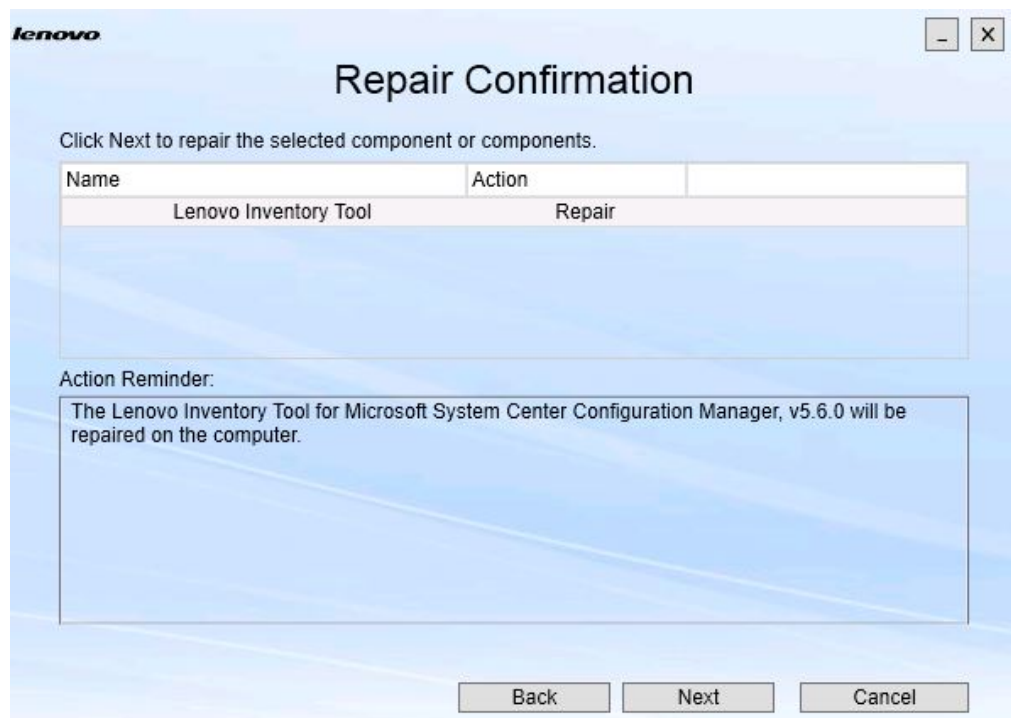 lenovo
- X
Repair Confirmation
Click Next to repair the selected component or components.
Name Action
Lenovo Inventory Tool Repair
Action Reminder:
The Lenovo Inventory Tool for Microsoft System Center Configuration Manager, v5.6.0 will be
repaired on the computer.
Back Next Cancel